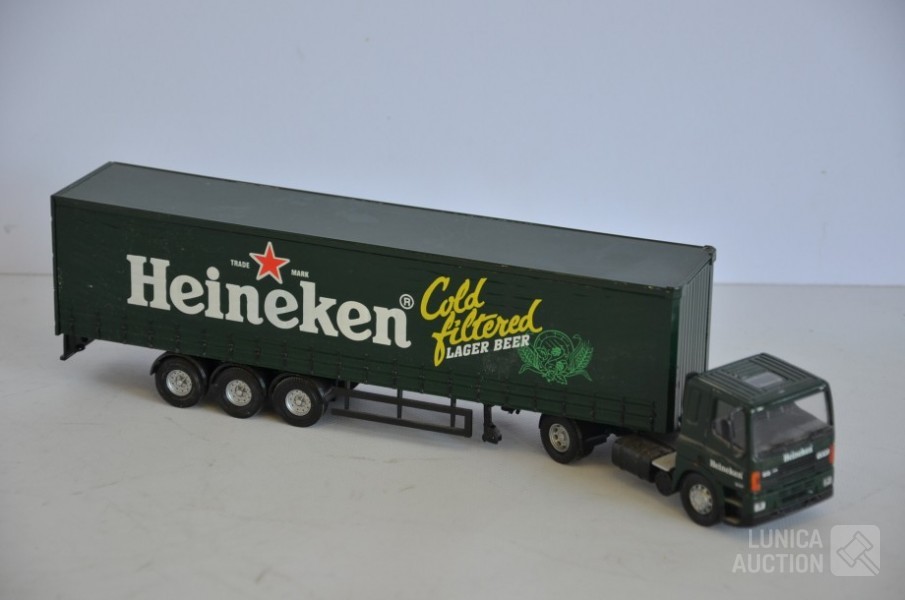 TRADE MARK
Heineken®
Cold
filtered
LAGER BEER
Heineken
Heineken
LUNICA
AUCTION